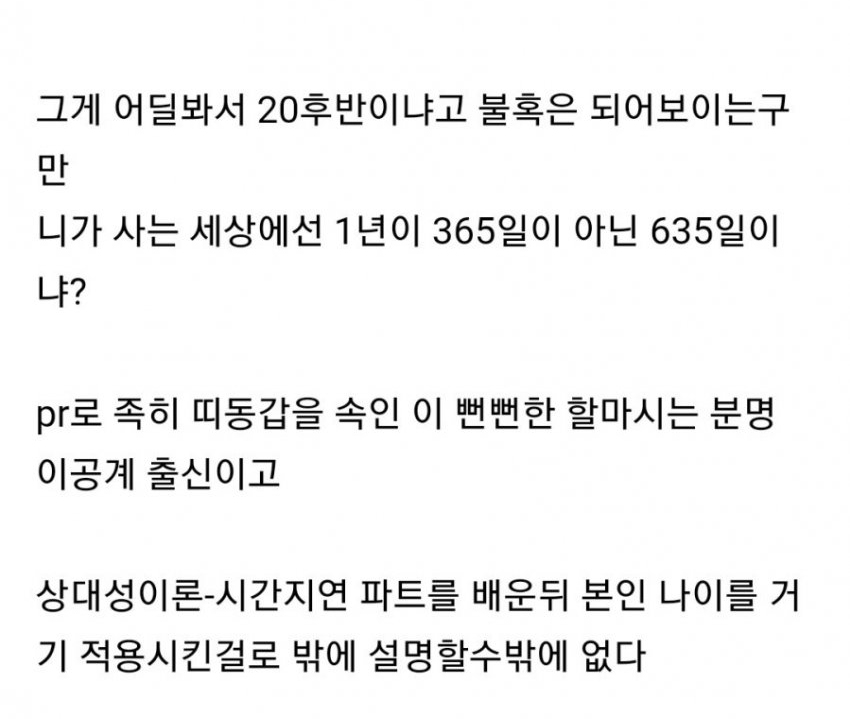 그게 어딜봐서 20후반이냐고 불혹은 되어보이는구
만
니가 사는 세상에선 1년이 365일이 아닌 635일이
냐?
pr로 족히 띠동갑을 속인 이 뻔뻔한 할마시는 분명
이공계 출신이고
상대성이론-시간지연 파트를 배운뒤 본인 나이를 거
기 적용시킨걸로 밖에 설명할수밖에 없다